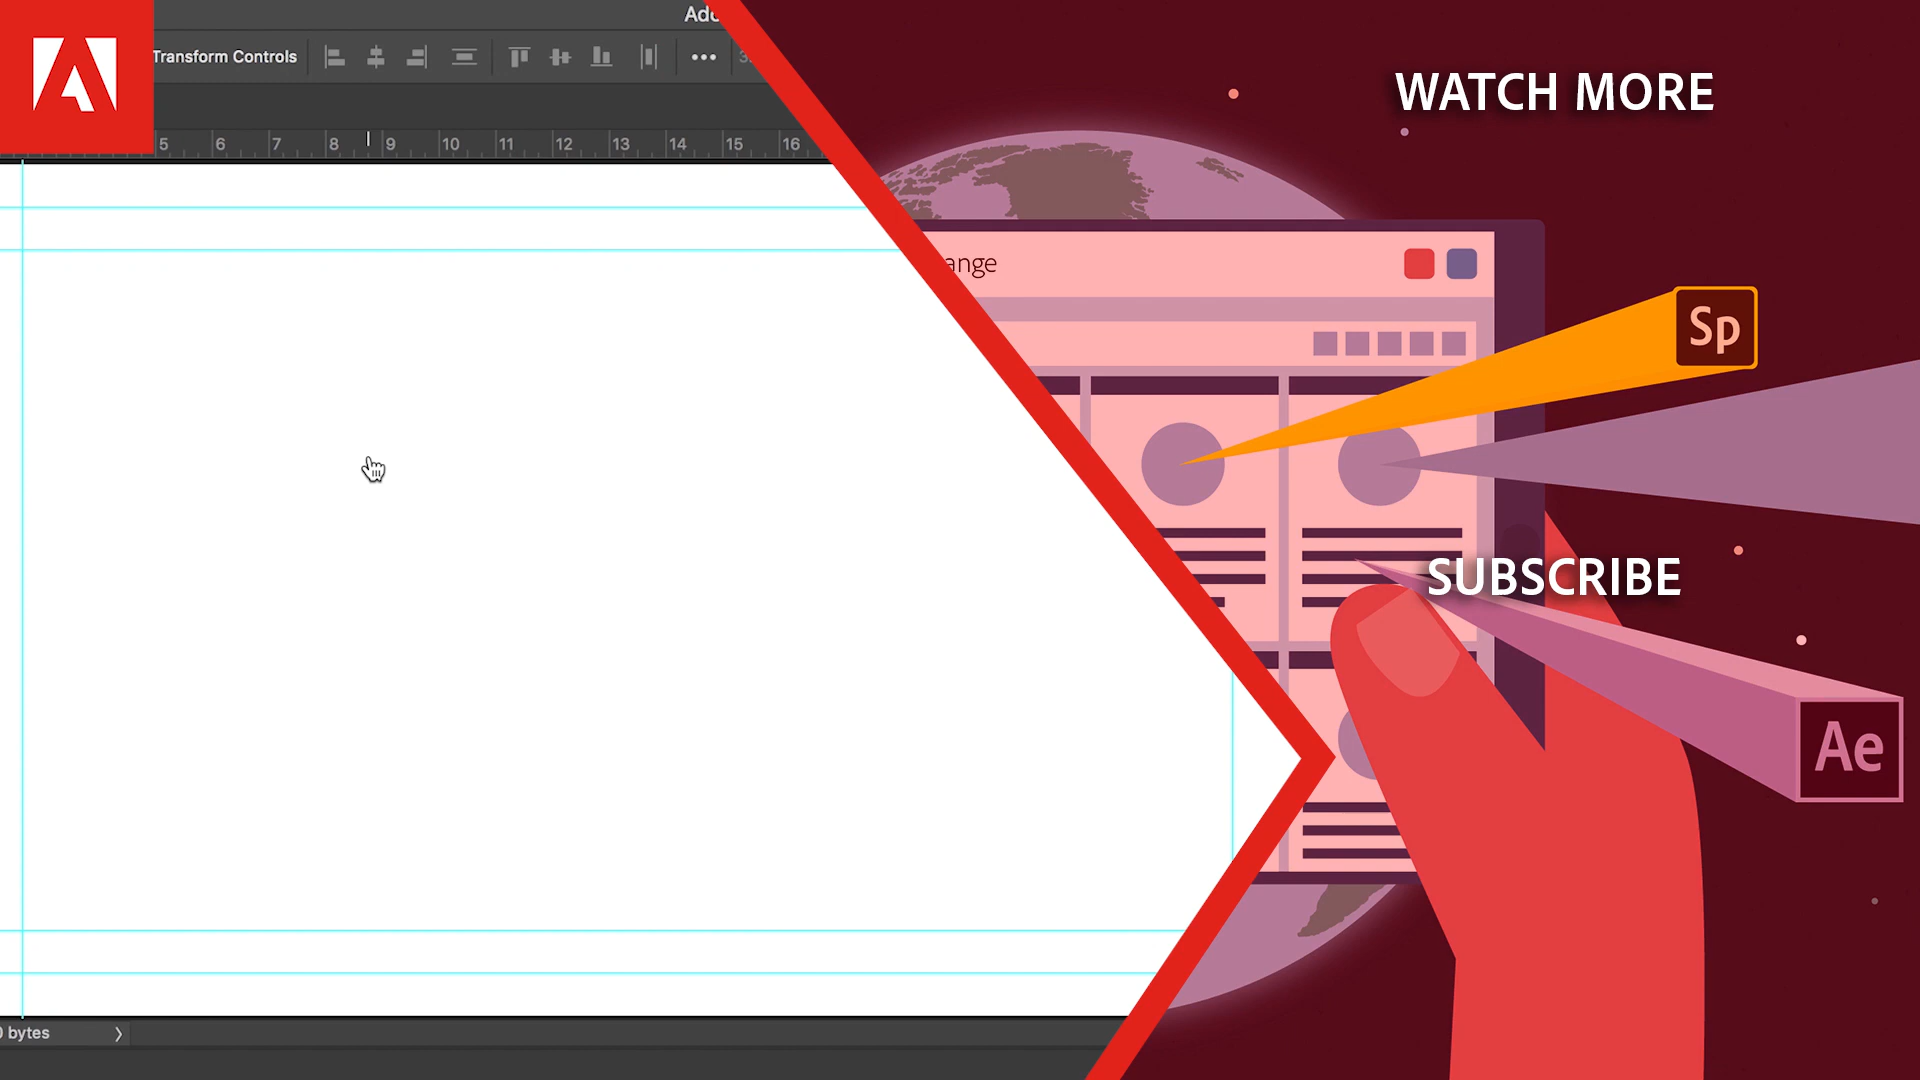 Transform Controls
5 6 7 8 9 10 11 12 13 14 15 16
0 bytes
WATCH MORE
ange
Sp
SUBSCRIBE
Ae